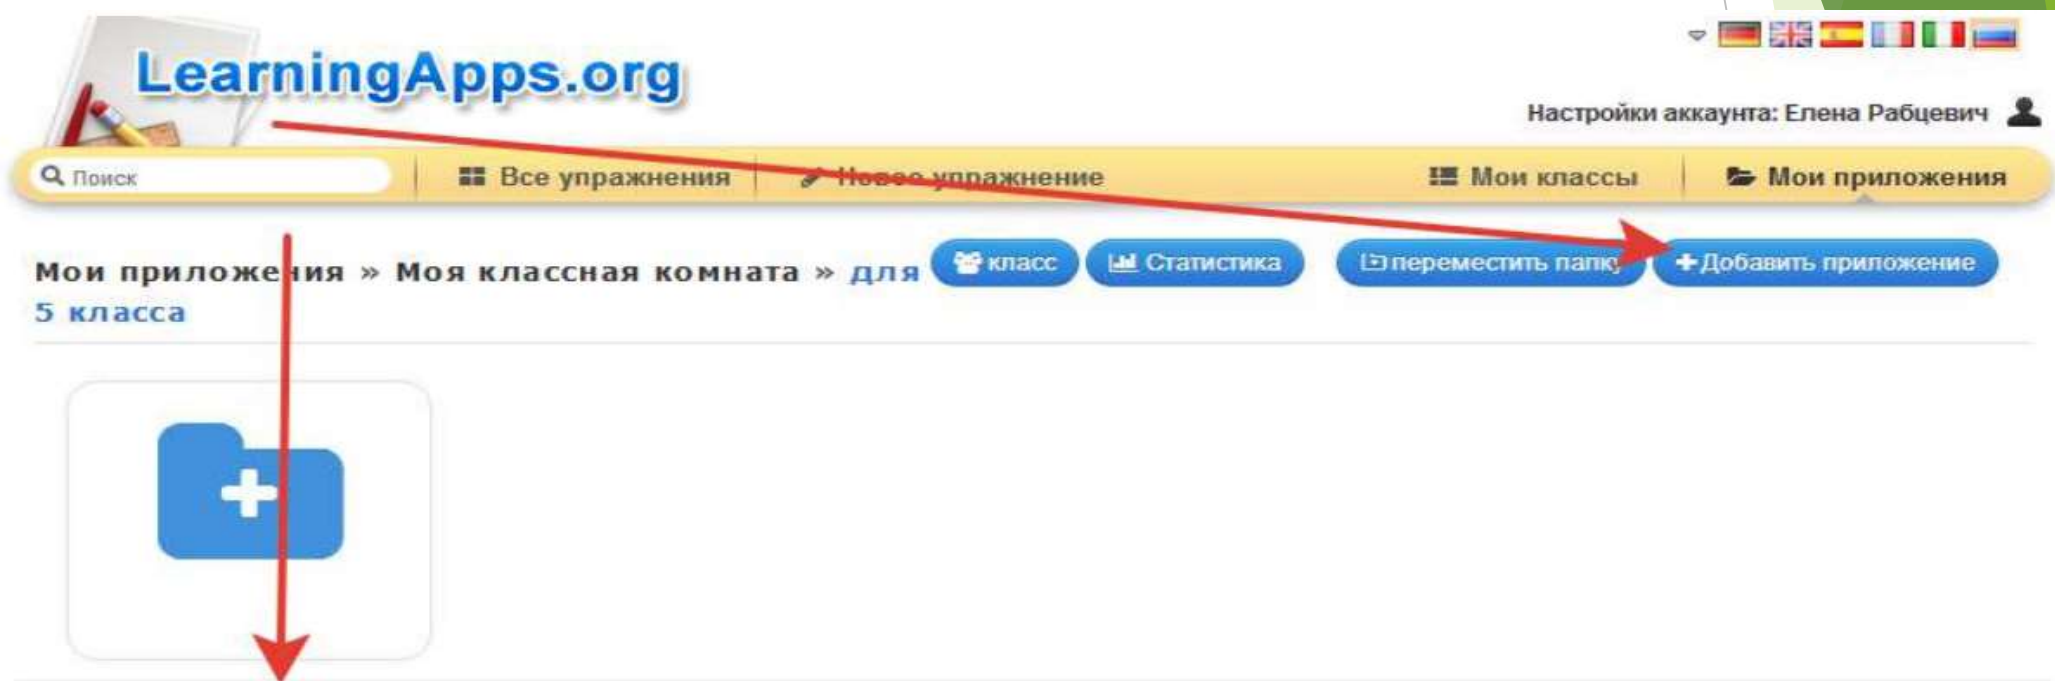 LearningApps.org
Настройки аккаунта: Елена Рабцевич
Поиск
Все упражнения
Новое упражнение
Мои классы
Мои приложения
Мои приложения » Моя классная комната » для
5 класса
класс
Статистика
переместить папку
Добавить приложение